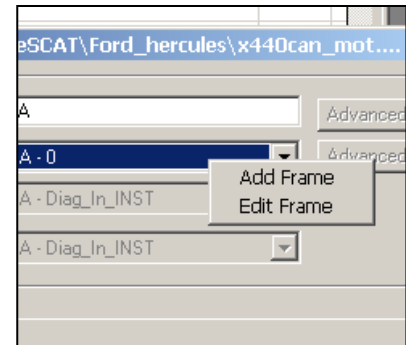 eSCAT\Ford_hercules\x440can_mot....
A
Advanced
A - 0
Advanced
Add Frame
Edit Frame
A - Diag_In_INST
A - Diag_In_INST